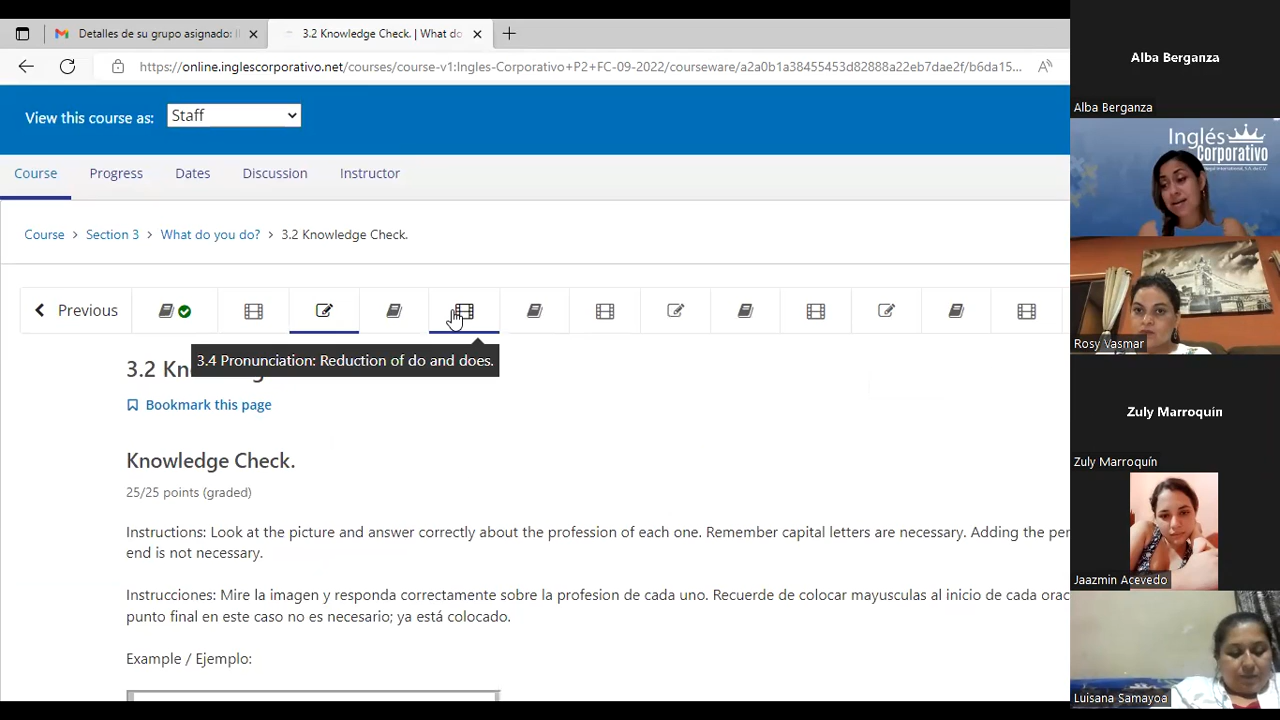 Detalles de su grupo asignado: I
3.2 Knowledge Check. | What do
https://online.inglescorporativo.net/courses/course-v1:Ingles-Corporativo+P2+FC-09-2022/courseware/a2a0b1a38455453d82888a22eb7dae2f/b6da15...
View this course as:
Staff
Course
Progress
Dates
Discussion
Instructor
Course > Section 3 > What do you do? > 3.2 Knowledge Check.
Previous
3.4 Pronunciation: Reduction of do and does.
3.2 Kn
Bookmark this page
Knowledge Check.
25/25 points (graded)
Instructions: Look at the picture and answer correctly about the profession of each one. Remember capital letters are necessary. Adding the pe
end is not necessary.
Instrucciones: Mire la imagen y responda correctamente sobre la profesion de cada uno. Recuerde de colocar mayusculas al inicio de cada orac
punto final en este caso no es necesario; ya está colocado.
Example / Ejemplo:
Alba Berganza
Alba Berganza
Inglés
Corporativo
Rosy Vasmar
Zuly Marroquín
Zuly Marroquín
Jaazmin Acevedo
Luisana Samayoa